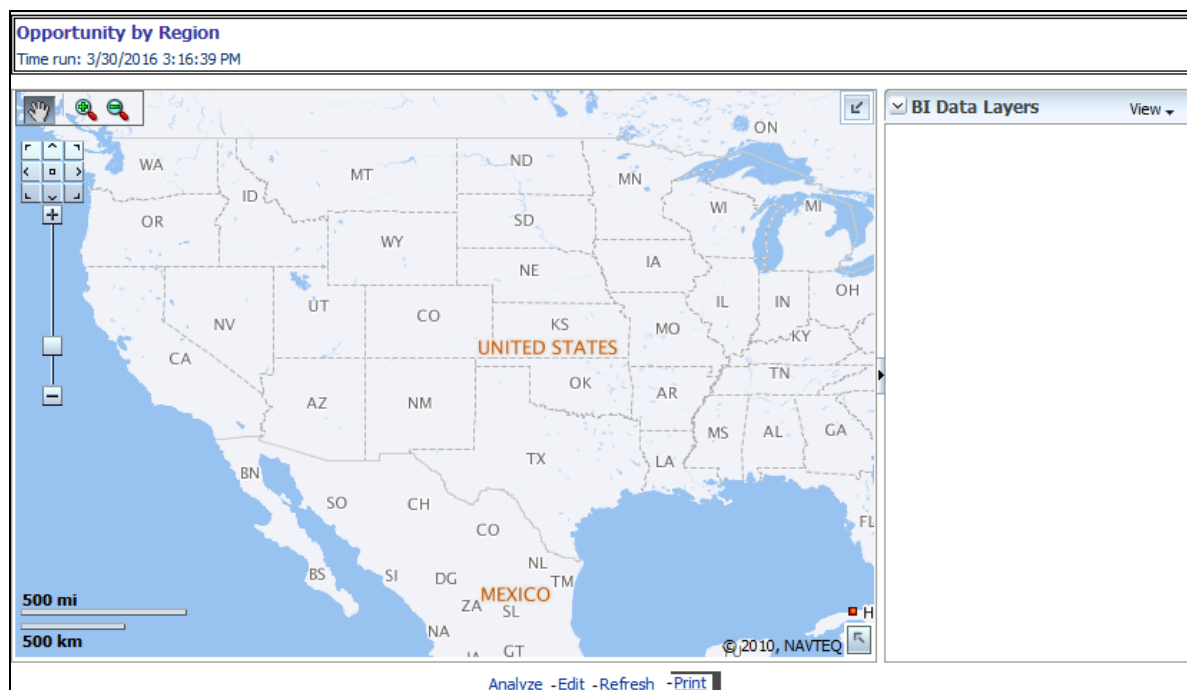 Opportunity by Region
Time run: 3/30/2016 3:16:39 PM
BI Data Layers View
ON
WA MT ND MN
ID WI MI
OR SD
WY
IA
NE
OH
UT IL IN
NV CO KS MO KY
UNITED STATES
CA
TN
OK AR
AZ NM
MS AL GA
TX LA
BN
SO CH
CO FL
NL
BS SI DG TM
MEXICO
ZA SL
500 mi
H
NA
500 km
GT
© 2010, NAVTEQ
Analyze - Edit - Refresh - Print